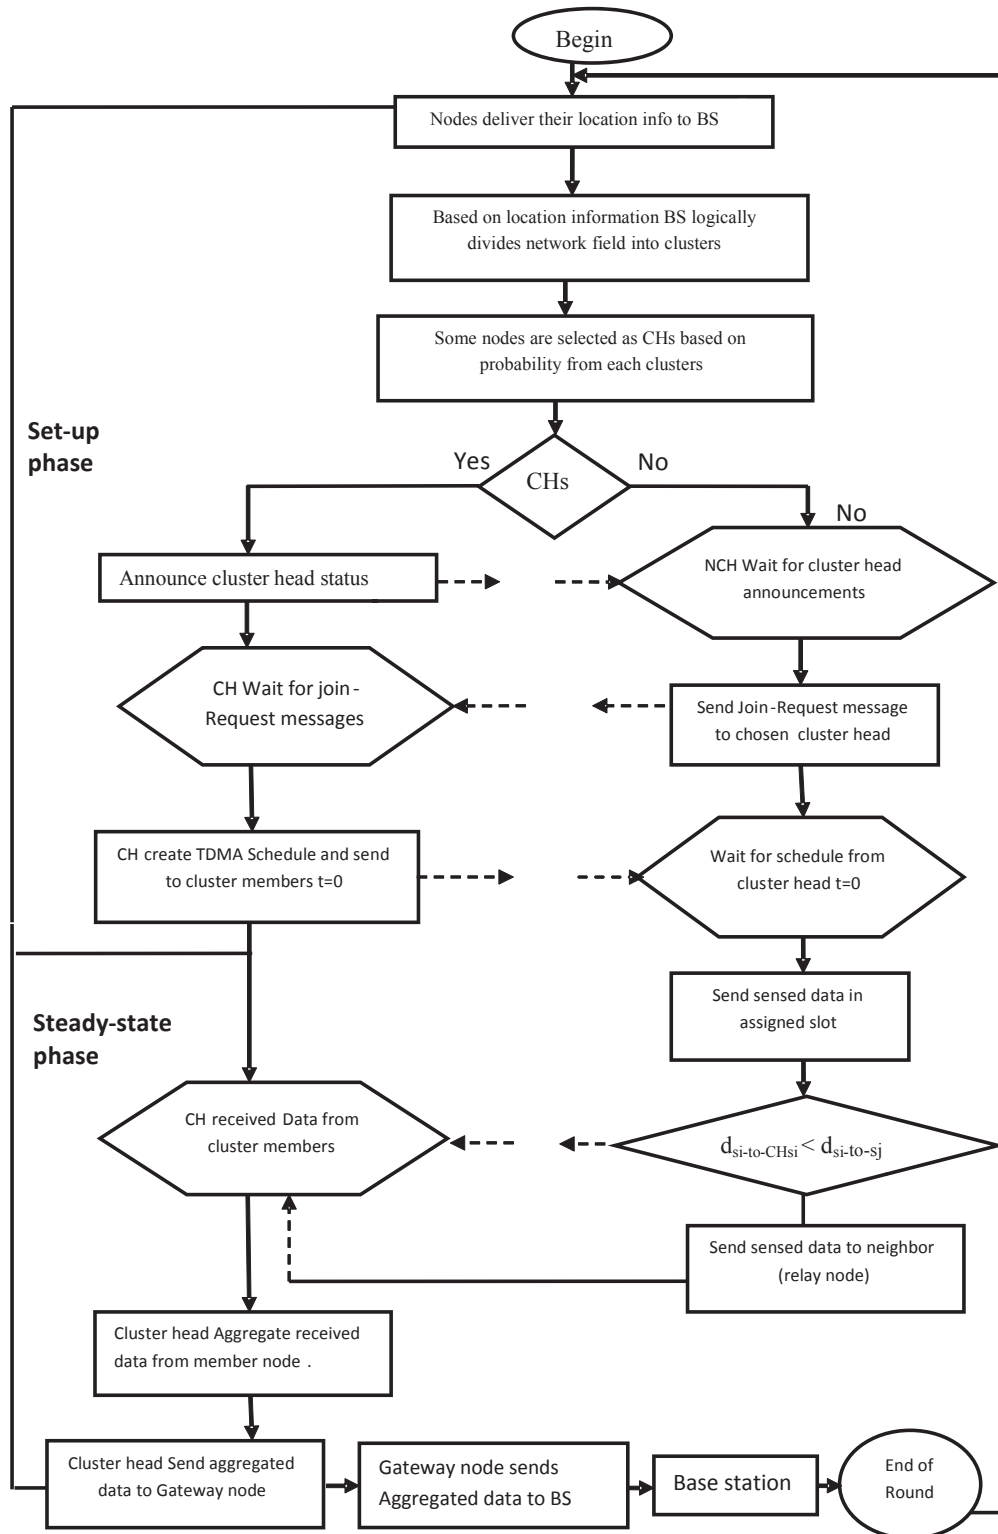 Begin
Nodes deliver their location info to BS
Based on location information BS logically
divides network field into clusters
Some nodes are selected as CHs based on
probability from each clusters
Set-up
phase
Yes
No
CHs
No
Announce cluster head status
NCH Wait for cluster head
announcements
CH Wait for join-
Request messages
Send Join-Request message
to chosen cluster head
CH create TDMA Schedule and send
to cluster members t=0
Wait for schedule from
cluster head t=0
Send sensed data in
assigned slot
Steady-state
phase
CH received Data from
cluster members
dsi-to-CHsi < dsi-to-sj
Send sensed data to neighbor
(relay node)
Cluster head Aggregate received
data from member node .
Cluster head Send aggregated
data to Gateway node
Gateway node sends
Aggregated data to BS
Base station
End of
Round